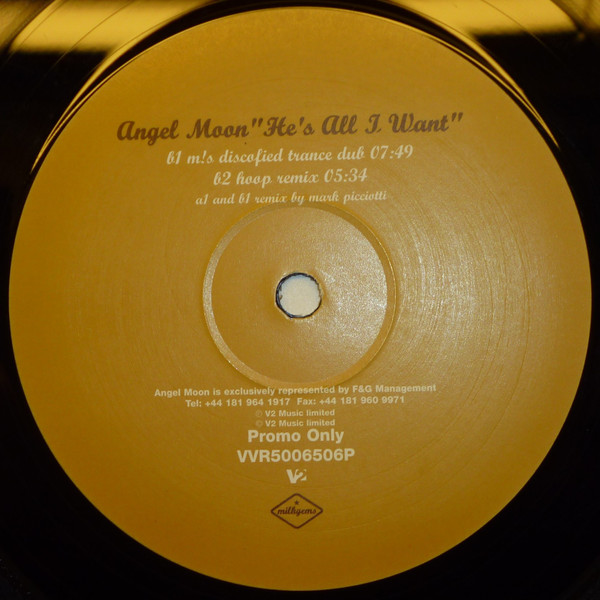 Angel Moon"He's All I Want"
b1 m!s discofied trance dub 07:49
b2 hoop remix 05:34
a1 and b1 remix by mark picciotti
Angel Moon is exclusively represented by F&G Management
Tel: +44 181 964 1917  Fax: +44 181 960 9971
℗ V2 Music limited
© V2 Music limited
Promo Only
VVR5006506P
V2
milkgems